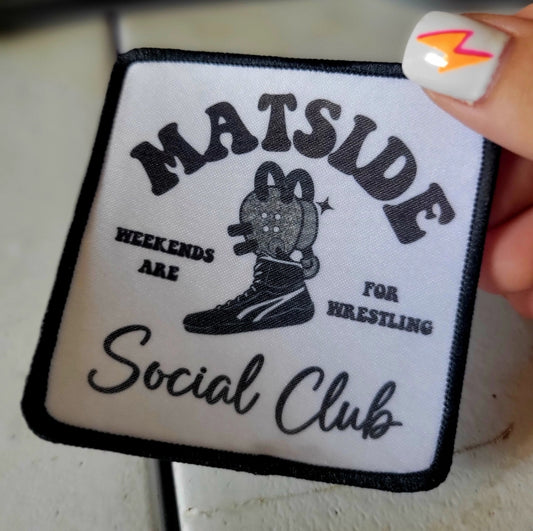 MATSIDE
WEEKENDS
ARE
FOR
WRESTLING
Social Club